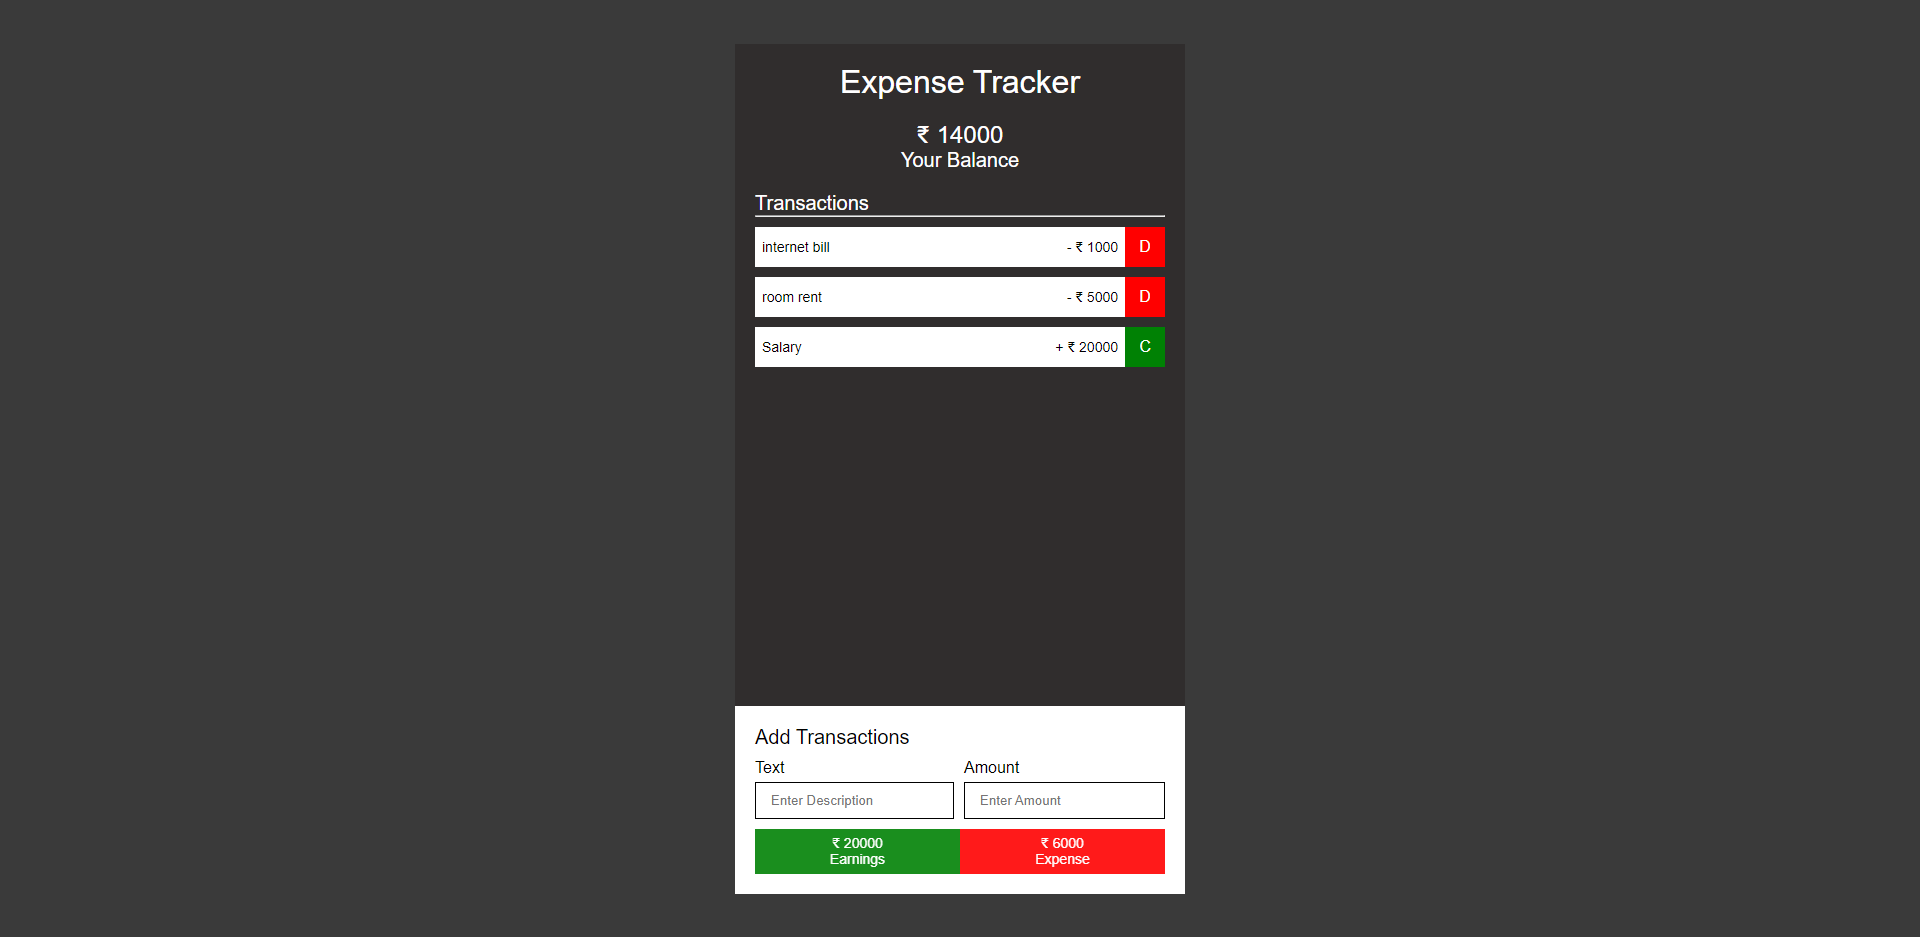 Expense Tracker
₹ 14000
Your Balance
Transactions
internet bill - ₹ 1000 D
room rent - ₹ 5000 D
Salary + ₹ 20000 C
Add Transactions
Text Amount
Enter Description Enter Amount
₹ 20000 ₹ 6000
Earnings Expense